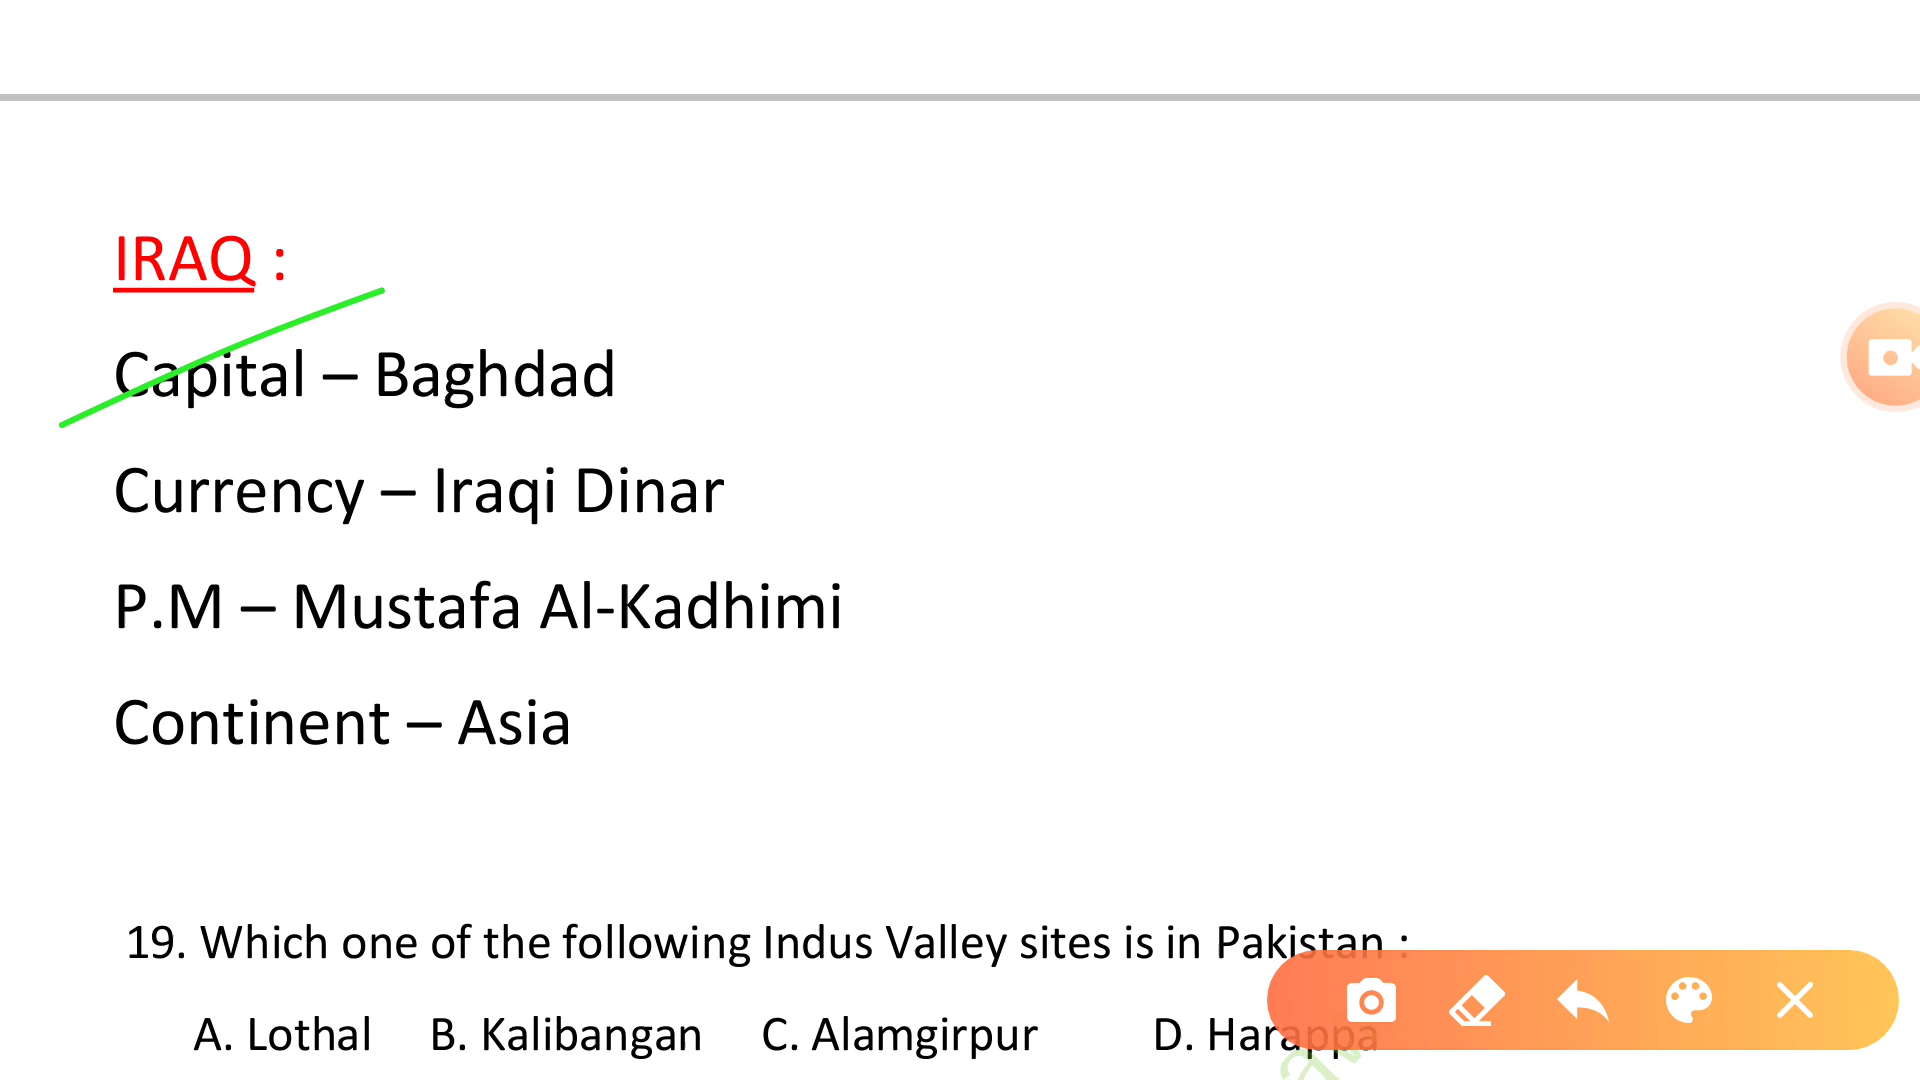 IRAQ :
Capital – Baghdad
Currency – Iraqi Dinar
P.M – Mustafa Al-Kadhimi
Continent – Asia
19. Which one of the following Indus Valley sites is in Pakistan :
A. Lothal B. Kalibangan C. Alamgirpur D. Harappa